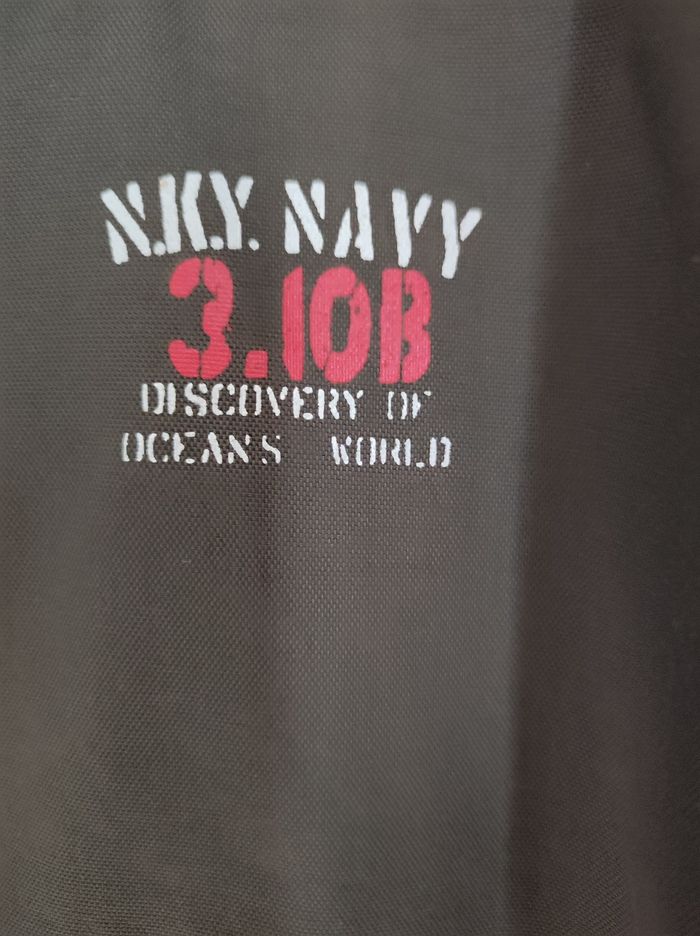 N.K.Y. NAVY
3.10B
DISCOVERY OF
OCEAN'S WORLD